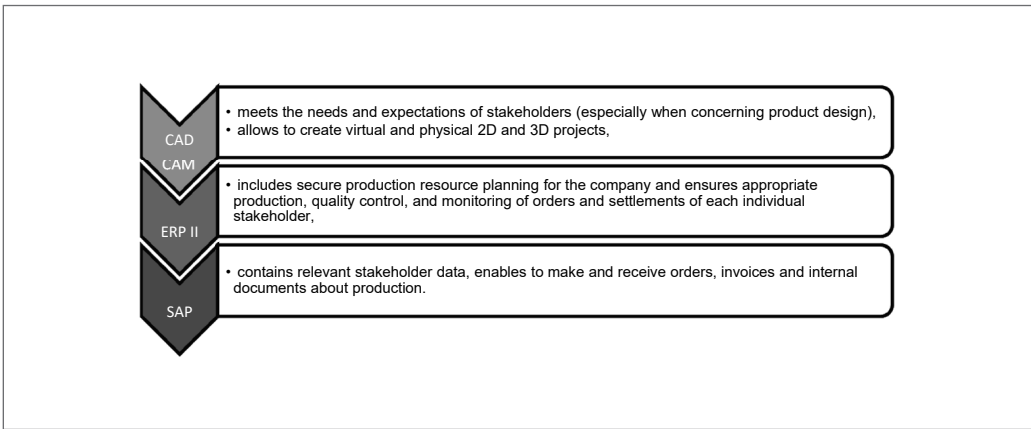 CAD
CAM
• meets the needs and expectations of stakeholders (especially when concerning product design),
• allows to create virtual and physical 2D and 3D projects,
ERP II
• includes secure production resource planning for the company and ensures appropriate
production, quality control, and monitoring of orders and settlements of each individual
stakeholder,
SAP
• contains relevant stakeholder data, enables to make and receive orders, invoices and internal
documents about production.